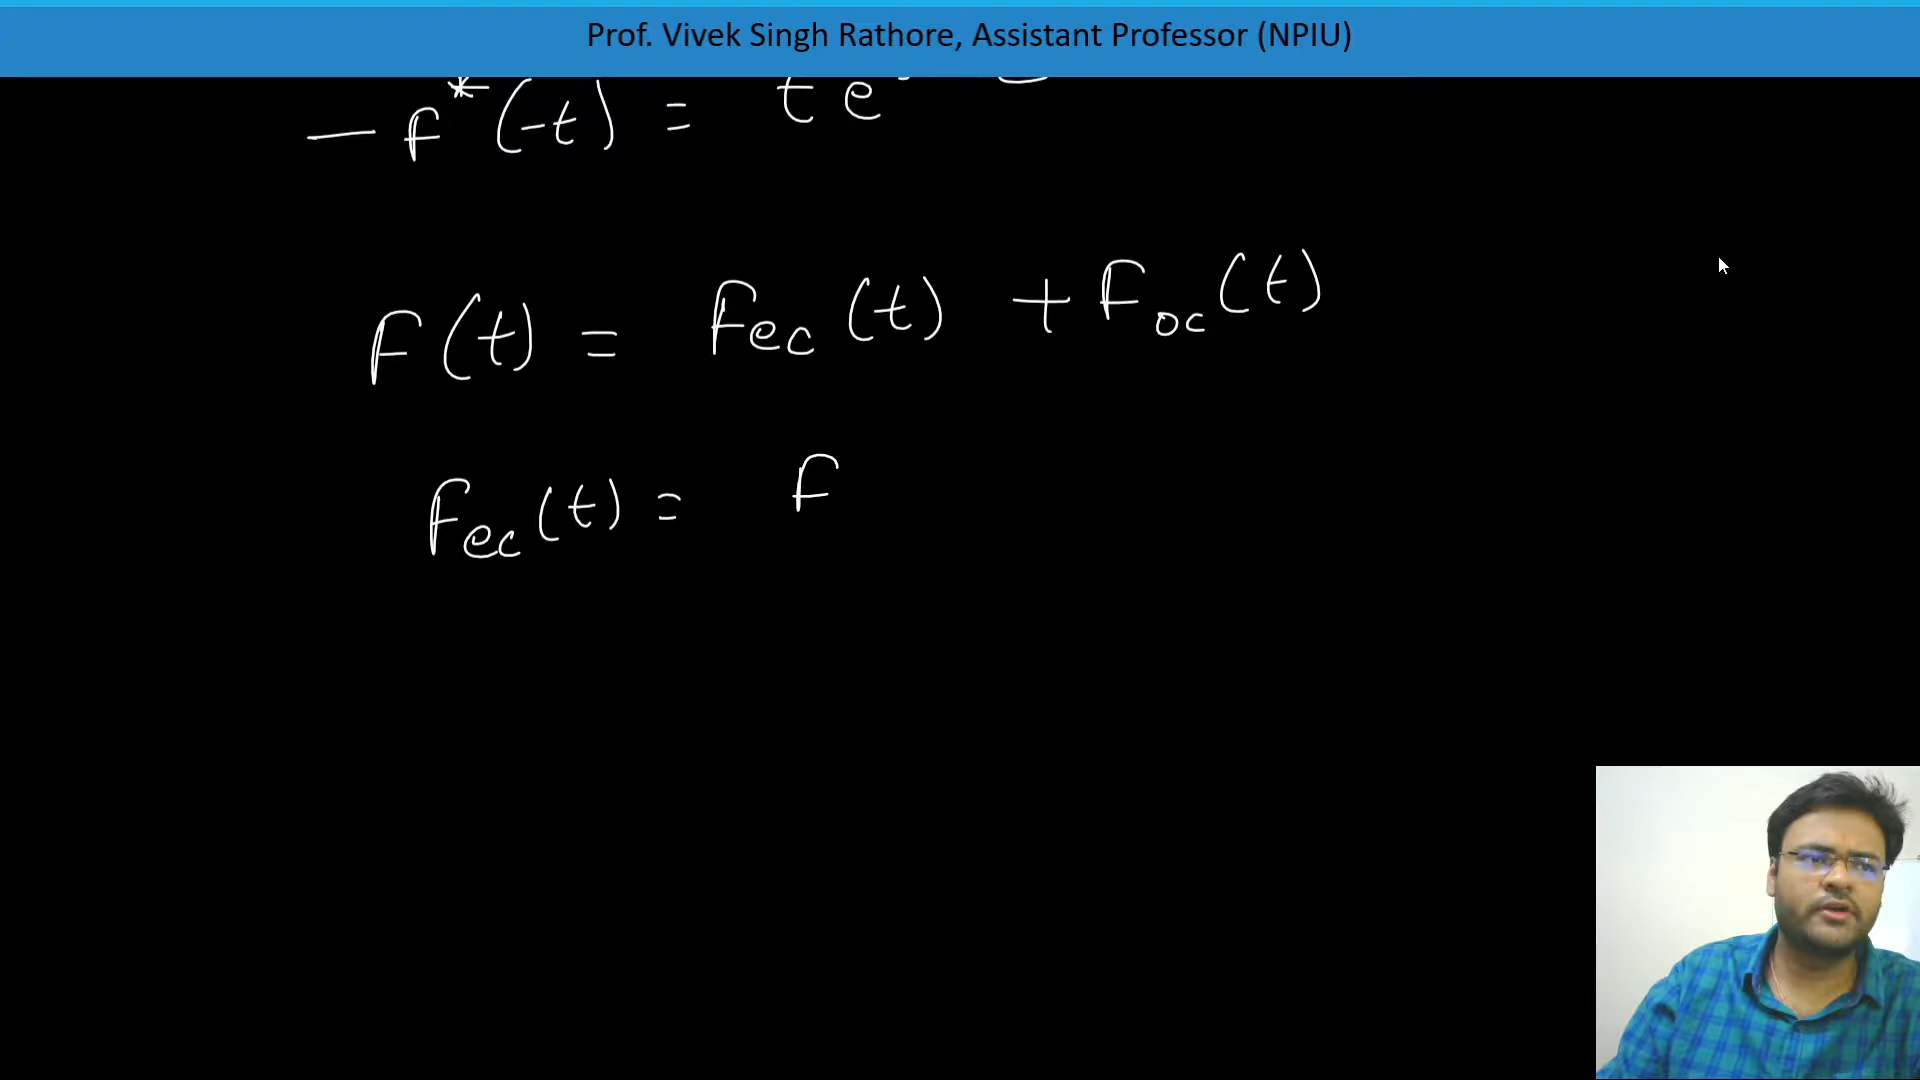 Prof. Vivek Singh Rathore, Assistant Professor (NPIU)
- f*(-t) = t e
f(t) = fec(t) + foc(t)
fec(t) = f